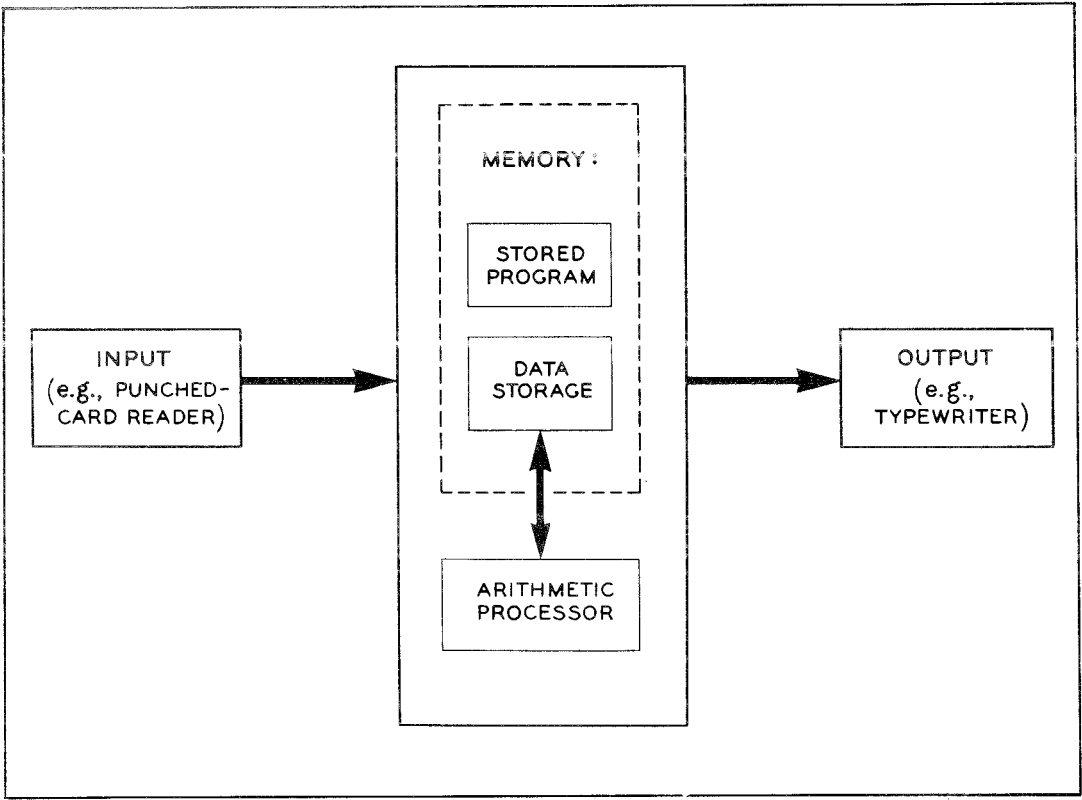 MEMORY:
STORED
PROGRAM
DATA
STORAGE
ARITHMETIC
PROCESSOR
INPUT
(e.g., PUNCHED-
CARD READER)
OUTPUT
(e.g.,
TYPEWRITER)